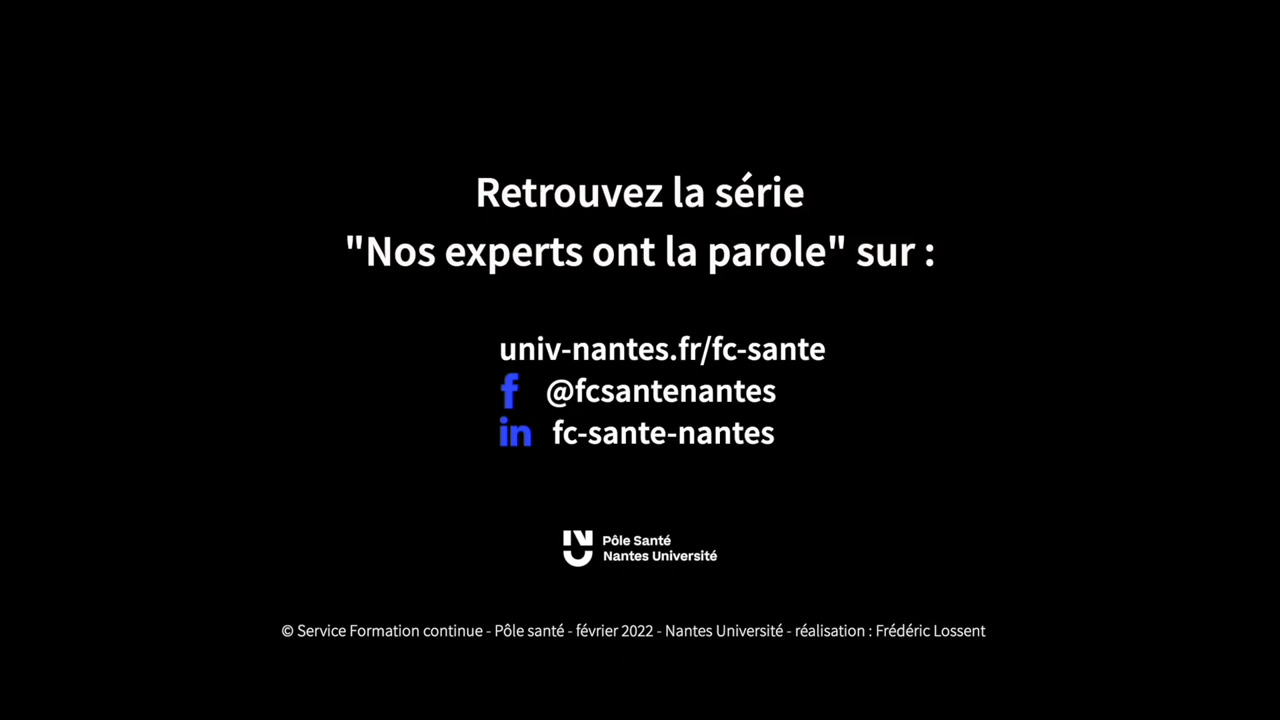 Retrouvez la série
"Nos experts ont la parole" sur :
univ-nantes.fr/fc-sante
f @fcsantenantes
in fc-sante-nantes
Pôle Santé
Nantes Université
© Service Formation continue - Pôle santé - février 2022 - Nantes Université - réalisation : Frédéric Lossent